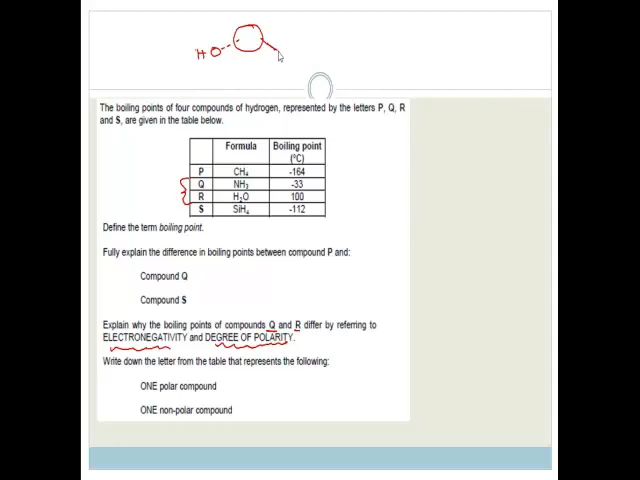 HO
The boiling points of four compounds of hydrogen, represented by the letters P, Q, R
and S, are given in the table below.
Formula Boiling point
(°C)
P CH₄ -164
Q NH₃ -33
R H₂O 100
S SiH₄ -112
Define the term boiling point.
Fully explain the difference in boiling points between compound P and:
Compound Q
Compound S
Explain why the boiling points of compounds Q and R differ by referring to
ELECTRONEGATIVITY and DEGREE OF POLARITY.
Write down the letter from the table that represents the following:
ONE polar compound
ONE non-polar compound